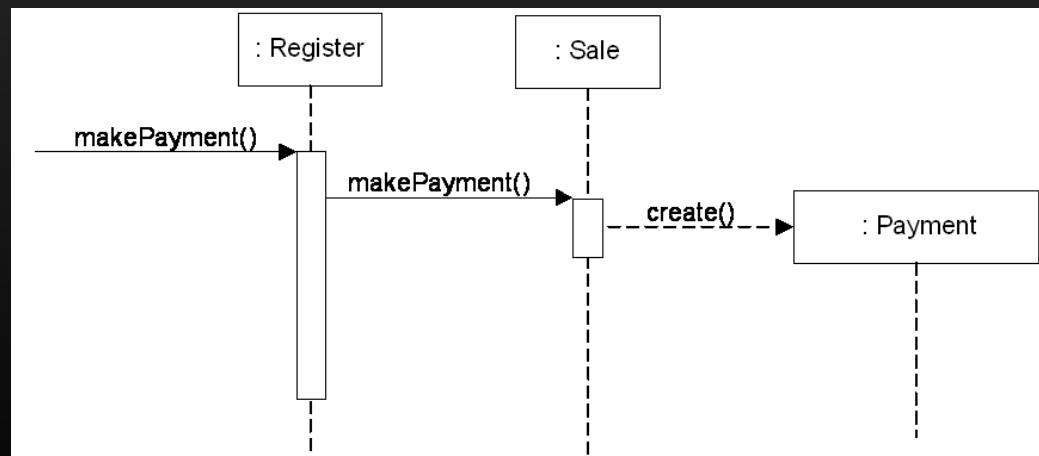 : Register
: Sale
makePayment()
makePayment()
create()
: Payment